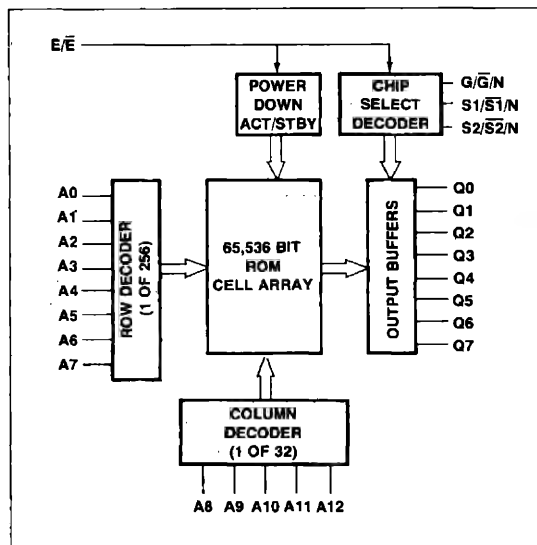 E/E̅
POWER
DOWN
ACT/STBY
CHIP
SELECT
DECODER
G/G̅/N
S1/S̅1̅/N
S2/S̅2̅/N
A0
A1
A2
A3
A4
A5
A6
A7
ROW DECODER
(1 OF 256)
65,536 BIT
ROM
CELL ARRAY
OUTPUT BUFFERS
Q0
Q1
Q2
Q3
Q4
Q5
Q6
Q7
COLUMN
DECODER
(1 OF 32)
A8 A9 A10 A11 A12